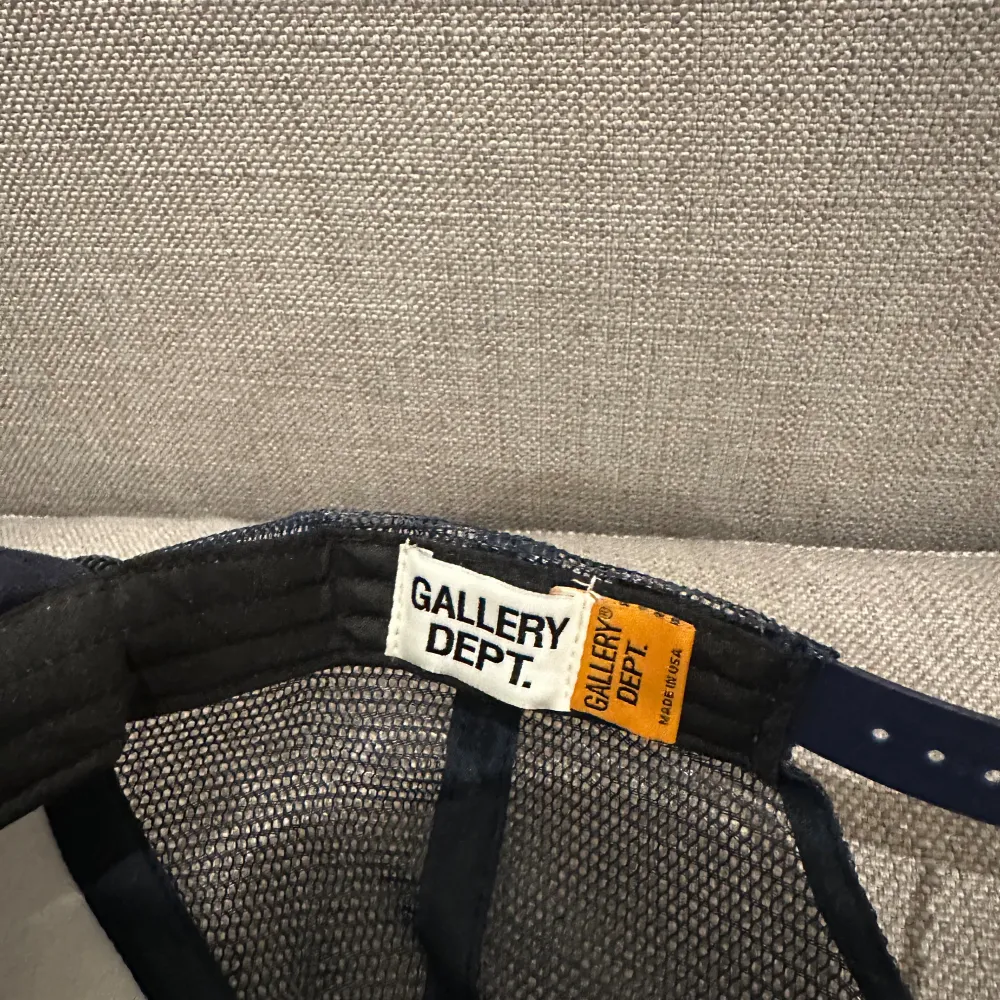 GALLERY
DEPT.
GALLERY®
DEPT.
MADE IN USA